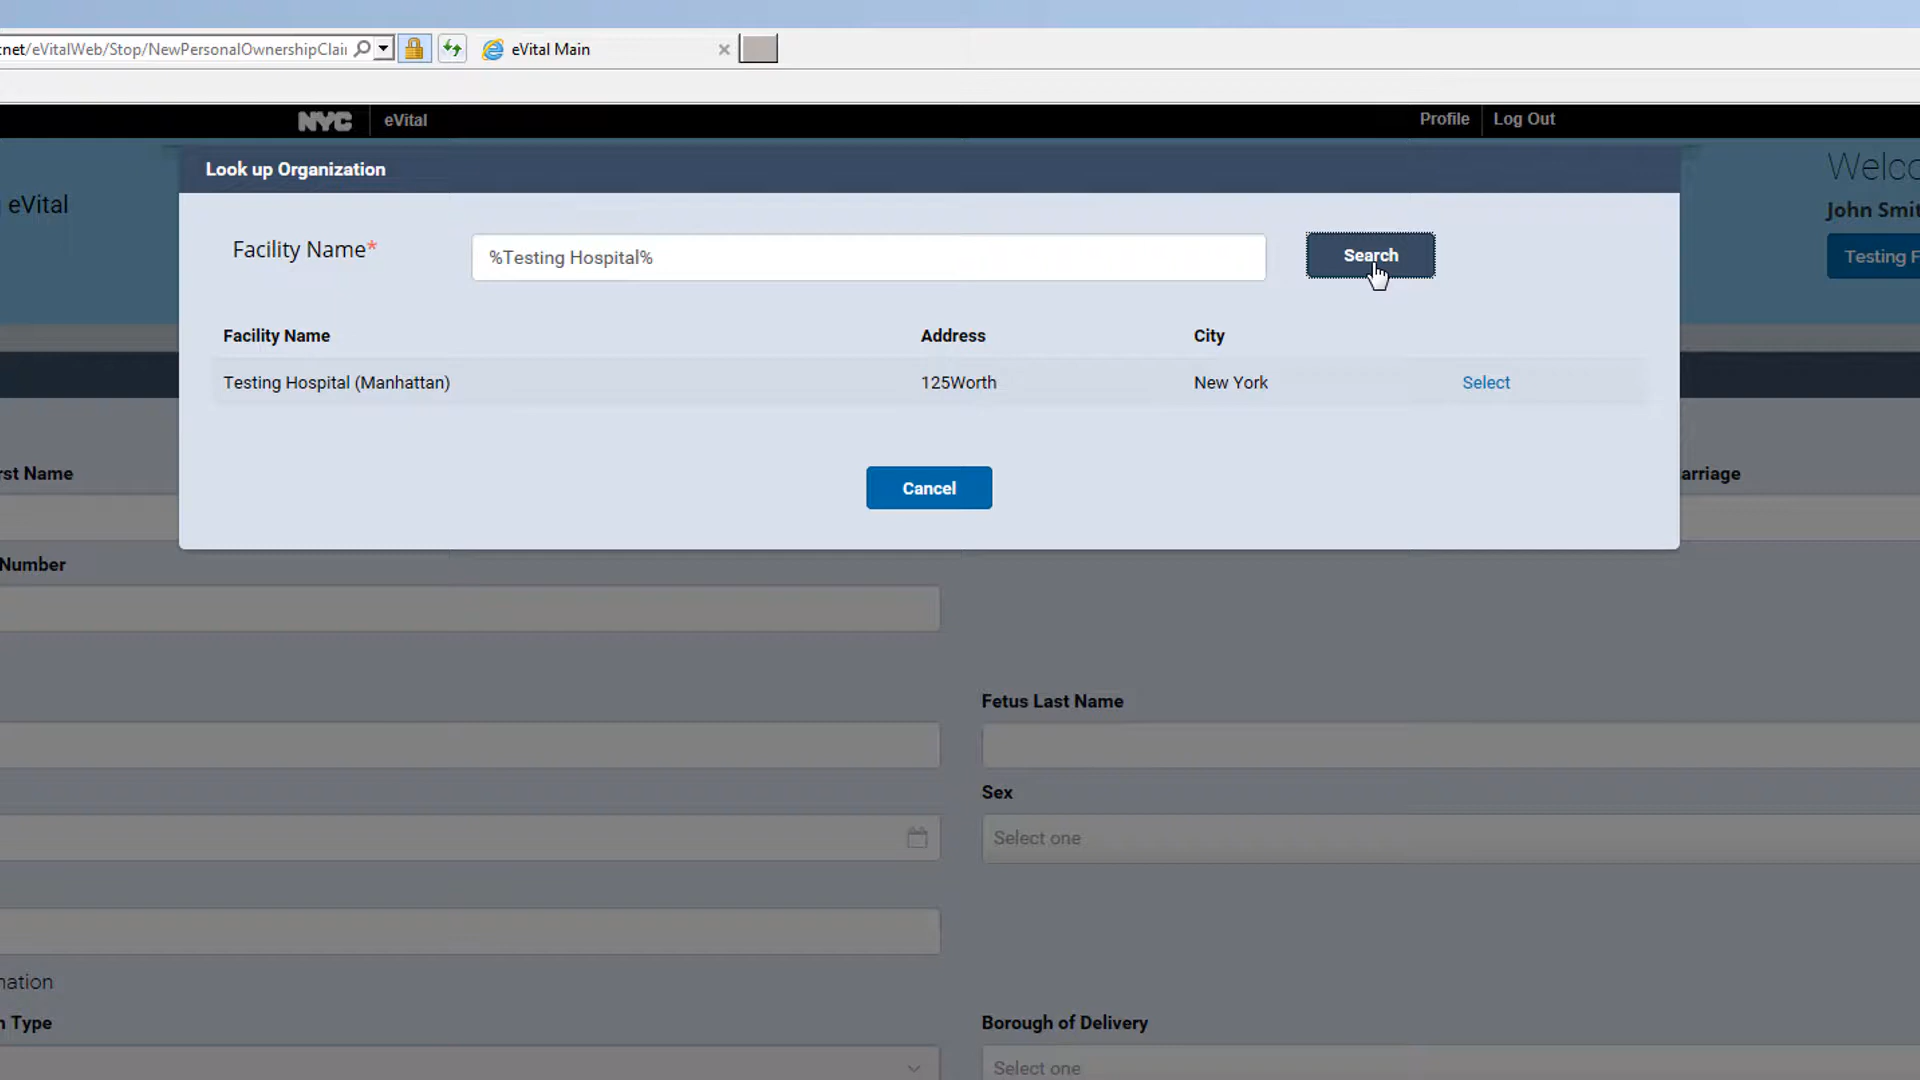 net/eVitalWeb/Stop/NewPersonalOwnershipClai
eVital Main
NYC eVital Profile Log Out
Look up Organization
eVital
Welco
John Smit
Testing F
Facility Name* %Testing Hospital% Search
Facility Name Address City
Testing Hospital (Manhattan) 125Worth New York Select
Cancel
rst Name arriage
Number
Fetus Last Name
Sex
Select one
nation
n Type Borough of Delivery
Select one